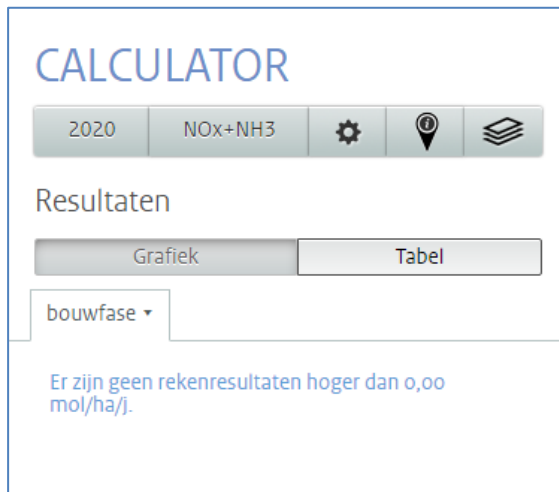 CALCULATOR
2020 NOx+NH3
Resultaten
Grafiek Tabel
bouwfase
Er zijn geen rekenresultaten hoger dan 0,00
mol/ha/j.